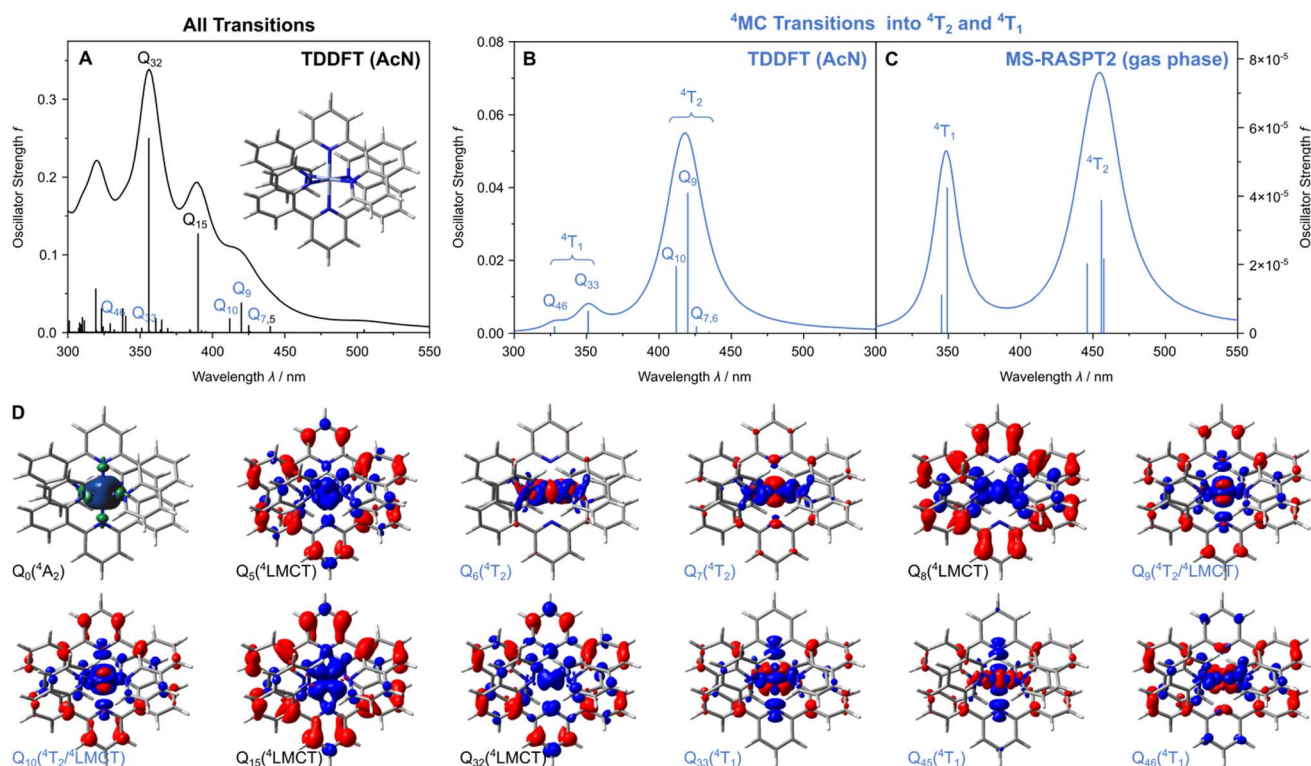 All Transitions
⁴MC Transitions into ⁴T₂ and ⁴T₁
A
TDDFT (AcN)
Q₃₂
Q₁₅
Q₄₆
Q₃₃
Q₁₀
Q₉
Q₇,₅
0.3
0.2
0.1
0.0
Oscillator Strength f
300 350 400 450 500 550
Wavelength λ / nm
B
TDDFT (AcN)
⁴T₂
Q₉
⁴T₁
Q₁₀
Q₃₃
Q₄₆
Q₇,₆
0.08
0.06
0.04
0.02
0.00
Oscillator Strength f
300 350 400 450 500 550
Wavelength λ / nm
C
MS-RASPT2 (gas phase)
⁴T₁
⁴T₂
8×10⁻⁵
6×10⁻⁵
4×10⁻⁵
2×10⁻⁵
0
Oscillator Strength f
300 350 400 450 500 550
Wavelength λ / nm
D
Q₀(⁴A₂)
Q₅(⁴LMCT)
Q₆(⁴T₂)
Q₇(⁴T₂)
Q₈(⁴LMCT)
Q₉(⁴T₂/⁴LMCT)
Q₁₀(⁴T₂/⁴LMCT)
Q₁₅(⁴LMCT)
Q₃₂(⁴LMCT)
Q₃₃(⁴T₁)
Q₄₅(⁴T₁)
Q₄₆(⁴T₁)